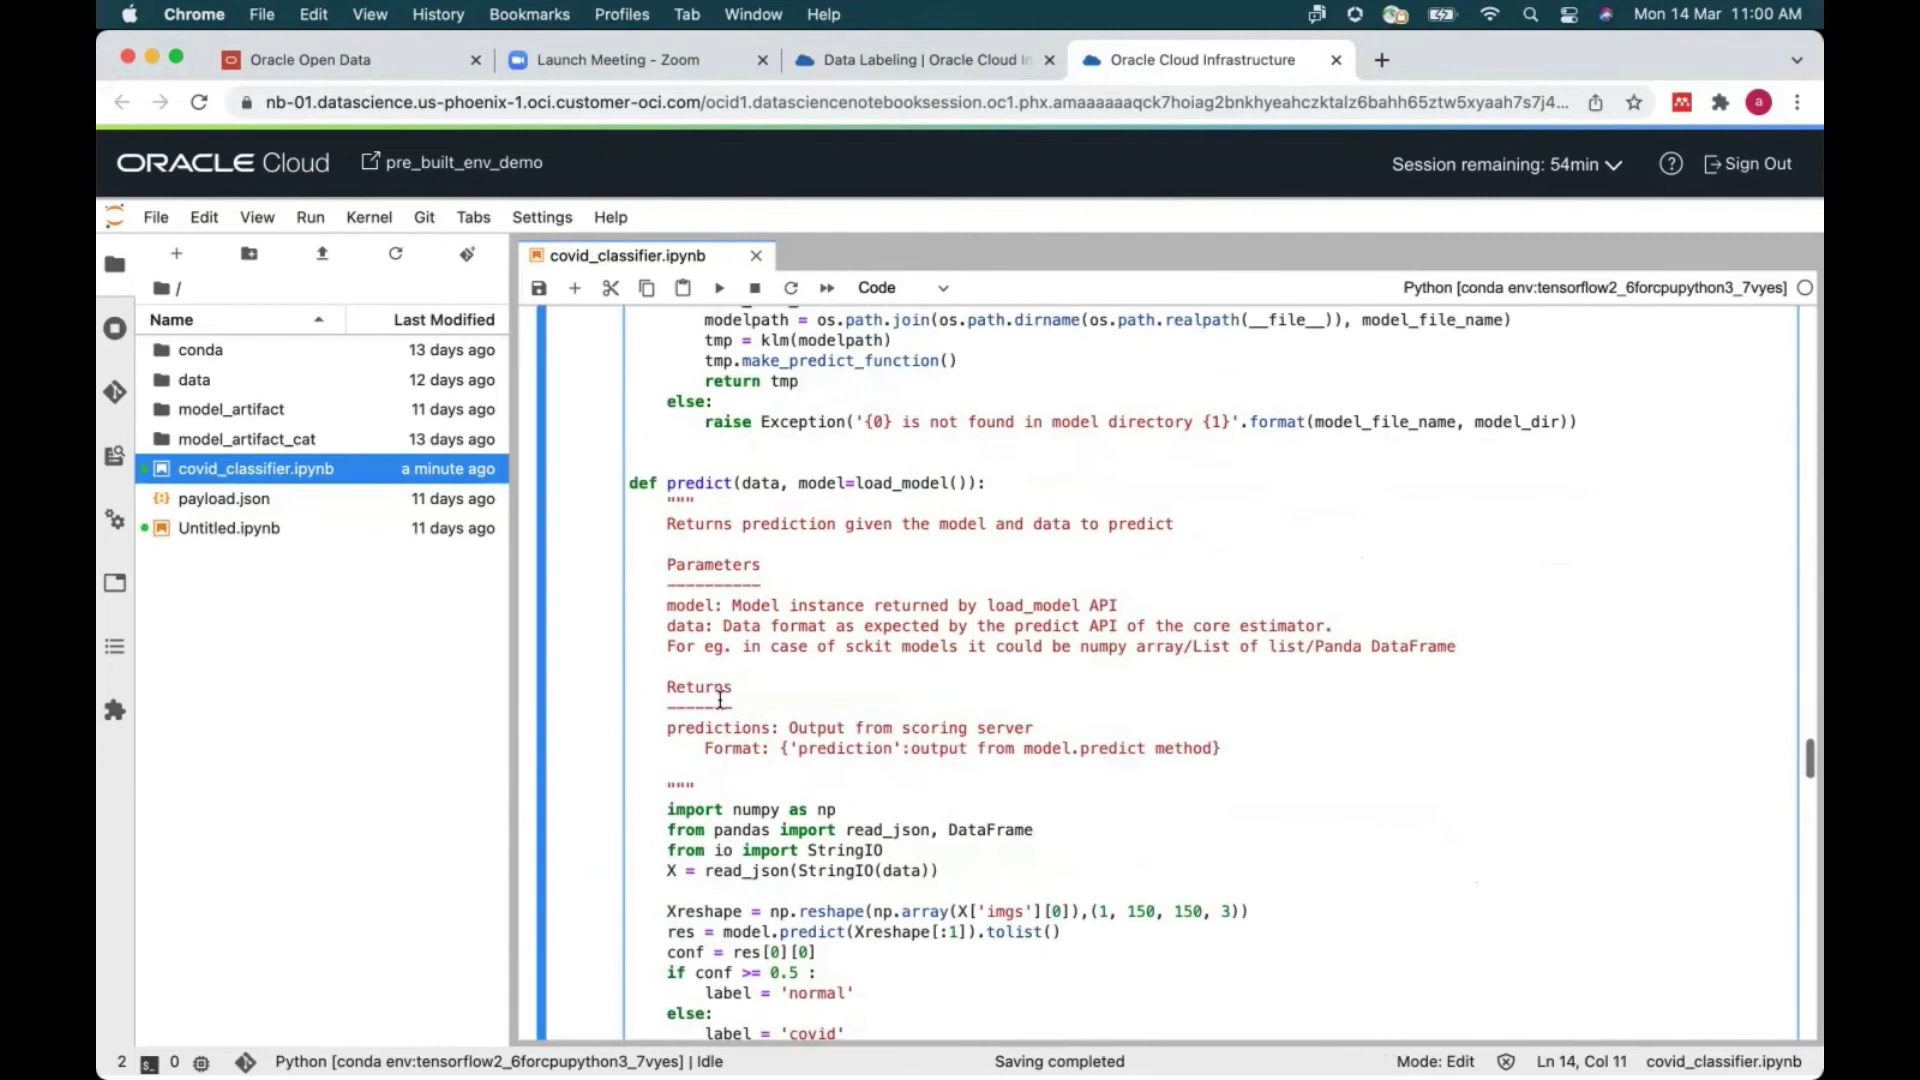 Chrome File Edit View History Bookmarks Profiles Tab Window Help Mon 14 Mar 11:00 AM
Oracle Open Data Launch Meeting - Zoom Data Labeling | Oracle Cloud In Oracle Cloud Infrastructure
nb-01.datascience.us-phoenix-1.oci.customer-oci.com/ocid1.datasciencenotebooksession.oc1.phx.amaaaaaaqck7hoiag2bnkhyeahczktalz6bahh65ztw5xyaah7s7j4... a
ORACLE Cloud pre_built_env_demo Session remaining: 54min ? Sign Out
File Edit View Run Kernel Git Tabs Settings Help
covid_classifier.ipynb
/
Code Python [conda env:tensorflow2_6forcpupython3_7vyes]
Name Last Modified
conda 13 days ago
data 12 days ago
model_artifact 11 days ago
model_artifact_cat 13 days ago
covid_classifier.ipynb a minute ago
payload.json 11 days ago
Untitled.ipynb 11 days ago
modelpath = os.path.join(os.path.dirname(os.path.realpath(__file__)), model_file_name)
tmp = klm(modelpath)
tmp.make_predict_function()
return tmp
else:
raise Exception('{0} is not found in model directory {1}'.format(model_file_name, model_dir))
def predict(data, model=load_model()):
"""
Returns prediction given the model and data to predict
Parameters
----------
model: Model instance returned by load_model API
data: Data format as expected by the predict API of the core estimator.
For eg. in case of sckit models it could be numpy array/List of list/Panda DataFrame
Returns
-------
predictions: Output from scoring server
Format: {'prediction':output from model.predict method}
"""
import numpy as np
from pandas import read_json, DataFrame
from io import StringIO
X = read_json(StringIO(data))
Xreshape = np.reshape(np.array(X['imgs'][0]),(1, 150, 150, 3))
res = model.predict(Xreshape[:1]).tolist()
conf = res[0][0]
if conf >= 0.5 :
label = 'normal'
else:
label = 'covid'
2 0 Python [conda env:tensorflow2_6forcpupython3_7vyes] | Idle Saving completed Mode: Edit Ln 14, Col 11 covid_classifier.ipynb